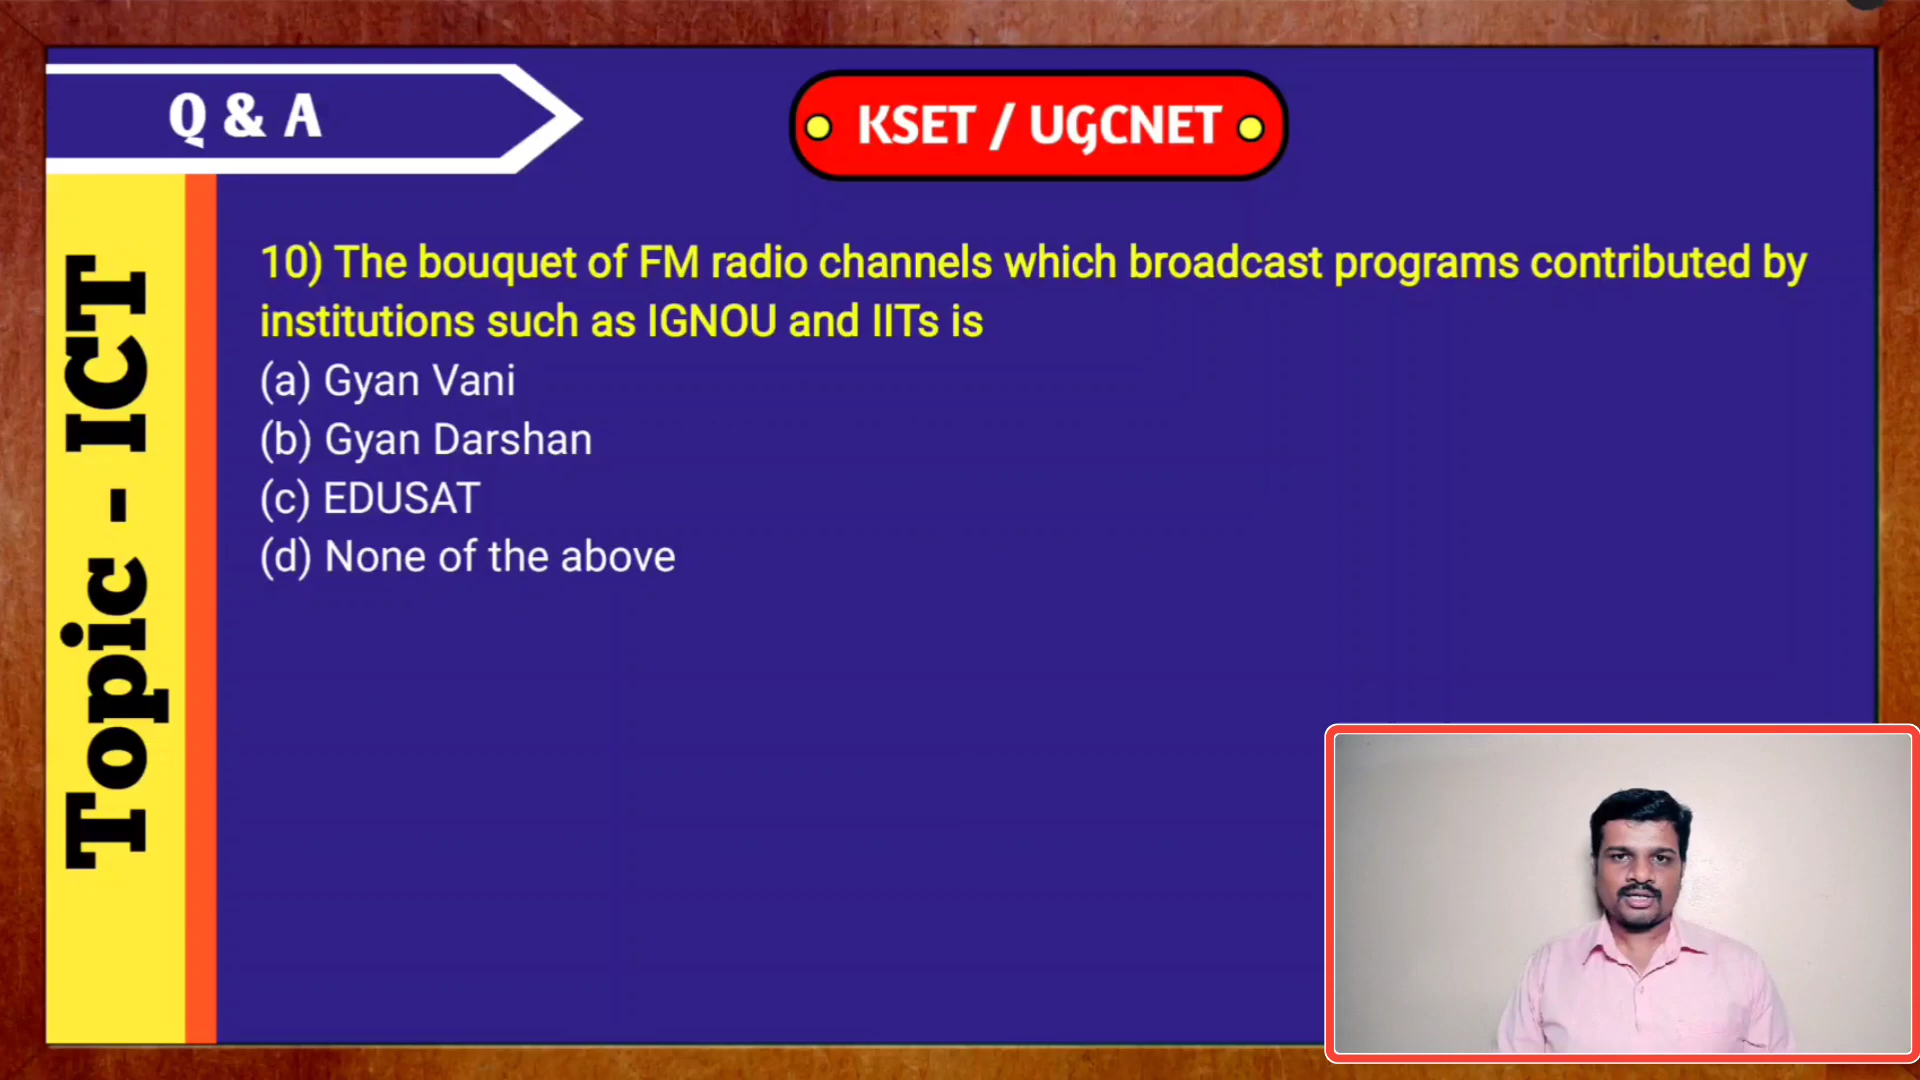 Q & A
KSET / UGCNET
Topic - ICT
10) The bouquet of FM radio channels which broadcast programs contributed by
institutions such as IGNOU and IITs is
(a) Gyan Vani
(b) Gyan Darshan
(c) EDUSAT
(d) None of the above